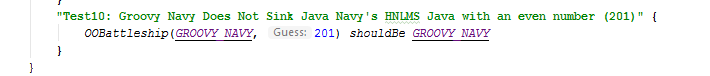 }
"Test10: Groovy Navy Does Not Sink Java Navy's HNLMS Java with an even number (201)" {
OOBattleship(GROOVY_NAVY, Guess: 201) shouldBe GROOVY_NAVY
}
}